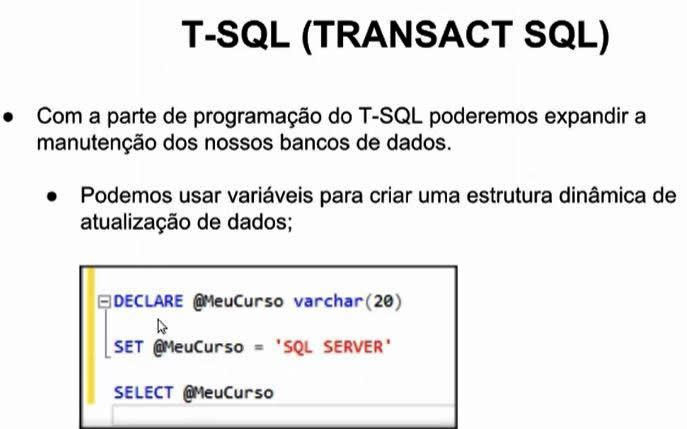 T-SQL (TRANSACT SQL)
● Com a parte de programação do T-SQL poderemos expandir a
manutenção dos nossos bancos de dados.
● Podemos usar variáveis para criar uma estrutura dinâmica de
atualização de dados;
DECLARE @MeuCurso varchar(20)
SET @MeuCurso = 'SQL SERVER'
SELECT @MeuCurso